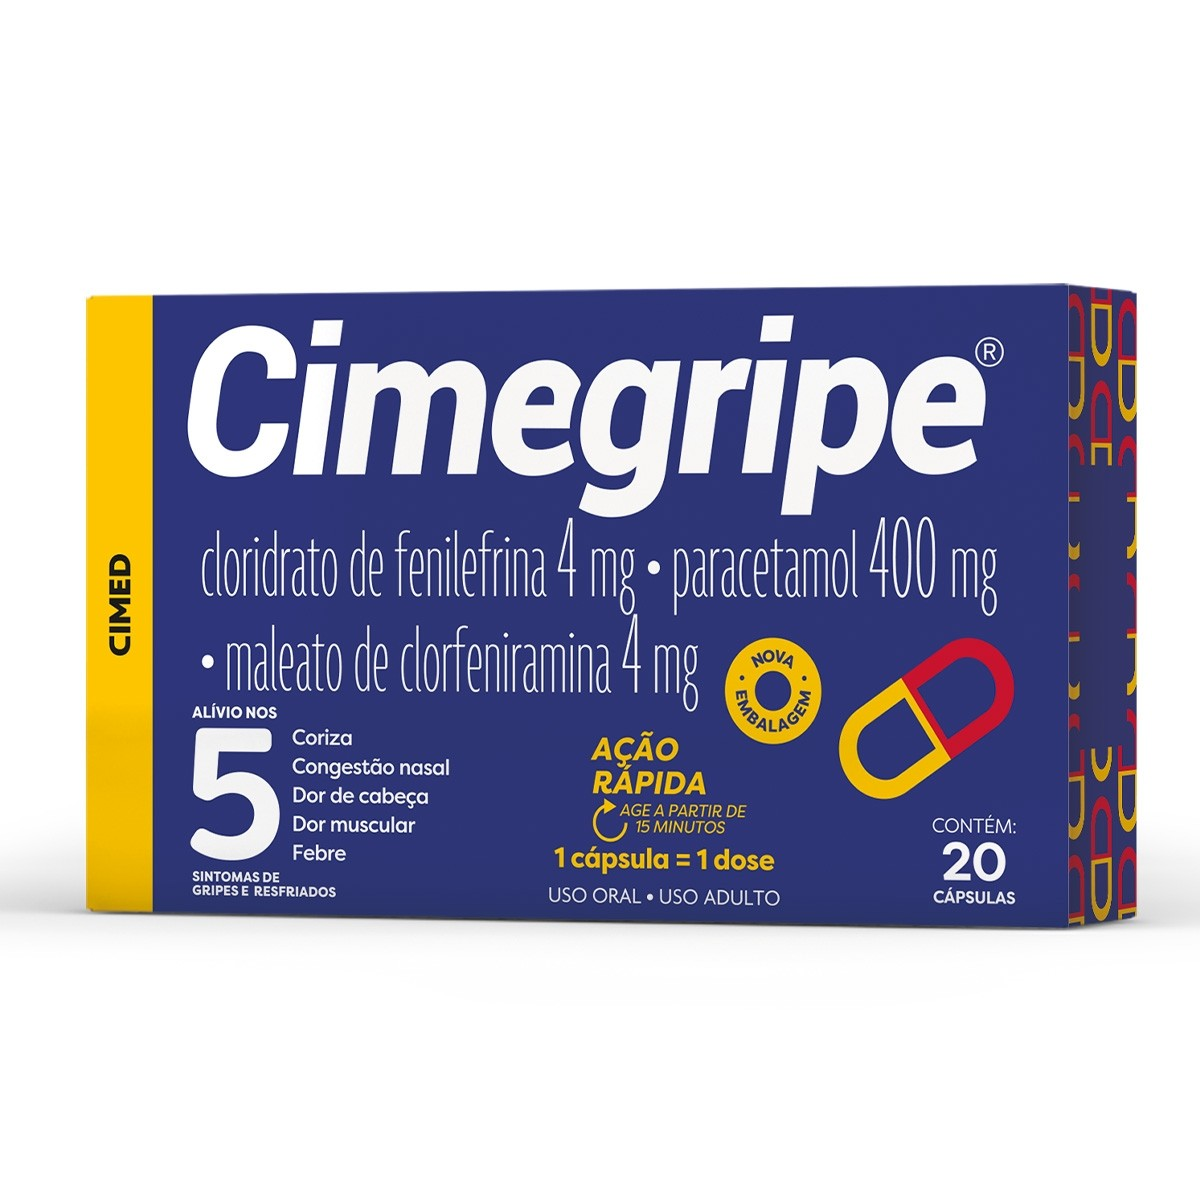 CIMED
Cimegripe®
cloridrato de fenilefrina 4 mg • paracetamol 400 mg
• maleato de clorfeniramina 4 mg
NOVA
EMBALAGEM
ALÍVIO NOS
5
Coriza
Congestão nasal
Dor de cabeça
Dor muscular
Febre
SINTOMAS DE
GRIPES E RESFRIADOS
AÇÃO
RÁPIDA
AGE A PARTIR DE
15 MINUTOS
1 cápsula = 1 dose
USO ORAL • USO ADULTO
CONTÉM:
20
CÁPSULAS